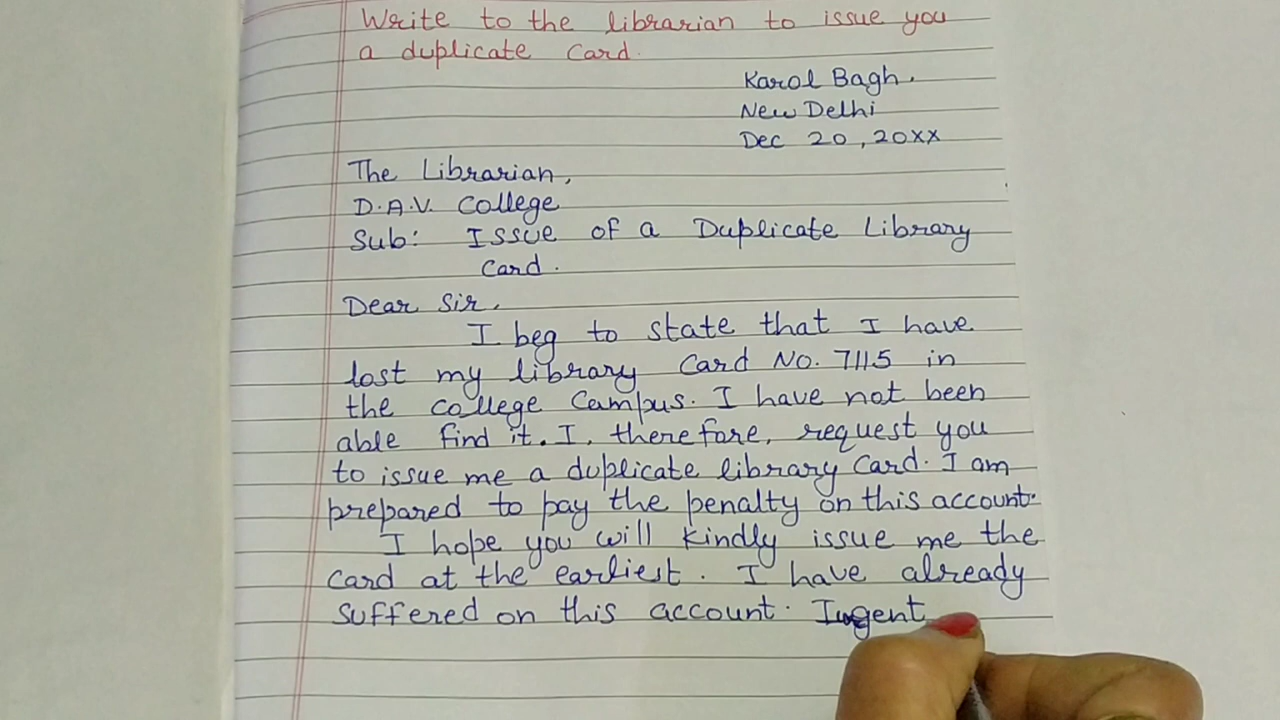 Write to the librarian to issue you
a duplicate Card.
Karol Bagh.
New Delhi
Dec 20, 20xx
The Librarian,
D.A.V. College
Sub: Issue of a Duplicate Library
Card.
Dear Sir,
I beg to state that I have
lost my library Card No. 7115 in
the college Campus. I have not been
able find it. I, therefore, request you
to issue me a duplicate library Card. I am
prepared to pay the penalty on this account.
I hope you will kindly issue me the
card at the earliest. I have already
suffered on this account.